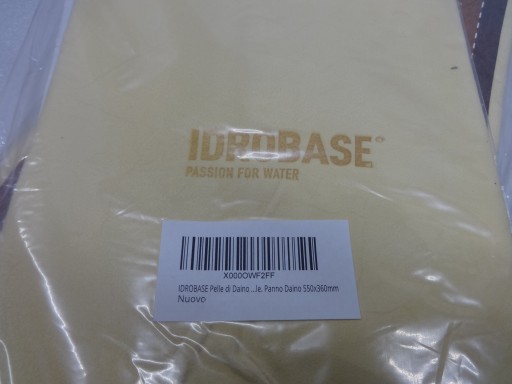 IDROBASE
PASSION FOR WATER
X000OWF2FF
IDROBASE Pelle di Daino ...le. Panno Daino 550x360mm
Nuovo